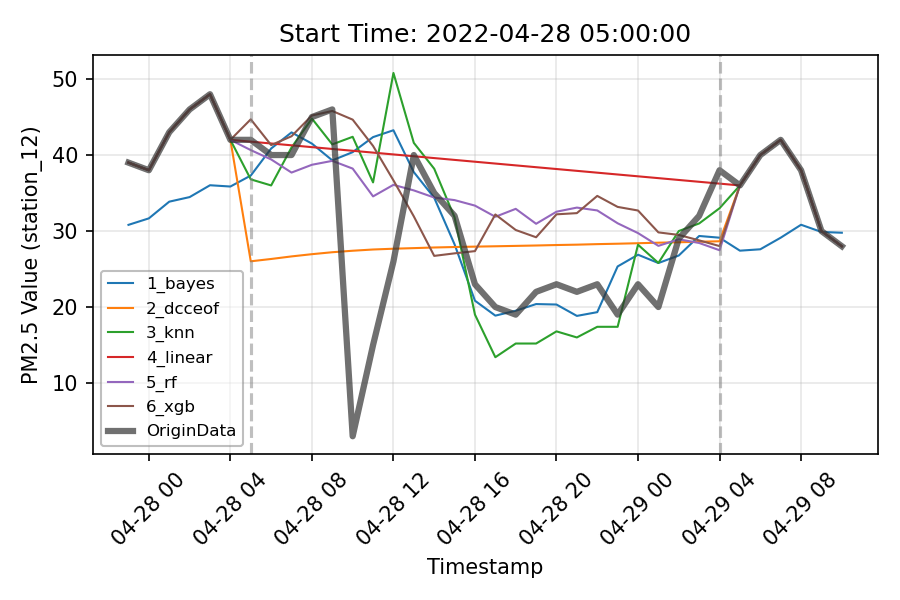 Start Time: 2022-04-28 05:00:00
PM2.5 Value (station_12)
50
40
30
20
10
1_bayes
2_dcceof
3_knn
4_linear
5_rf
6_xgb
OriginData
04-28 00
04-28 04
04-28 08
04-28 12
04-28 16
04-28 20
04-29 00
04-29 04
04-29 08
Timestamp